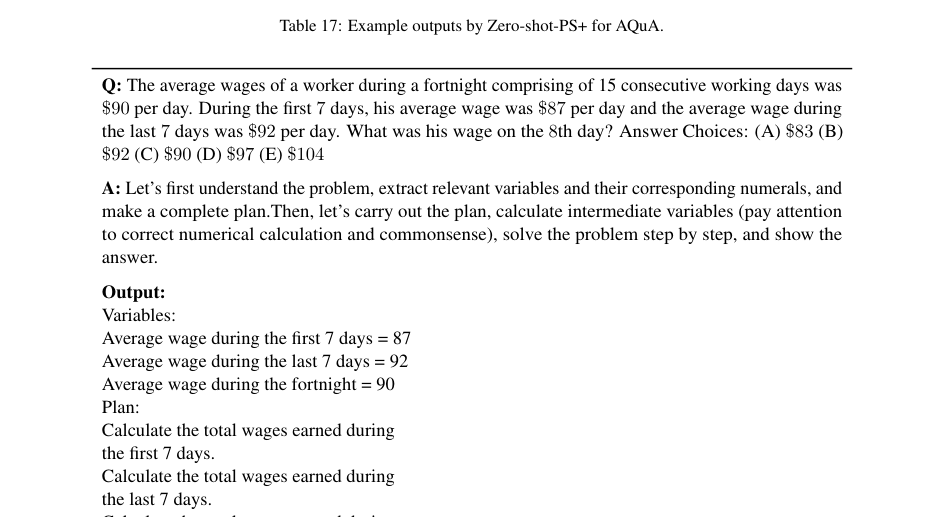 Table 17: Example outputs by Zero-shot-PS+ for AQuA.
Q: The average wages of a worker during a fortnight comprising of 15 consecutive working days was
$90 per day. During the first 7 days, his average wage was $87 per day and the average wage during
the last 7 days was $92 per day. What was his wage on the 8th day? Answer Choices: (A) $83 (B)
$92 (C) $90 (D) $97 (E) $104
A: Let's first understand the problem, extract relevant variables and their corresponding numerals, and
make a complete plan.Then, let's carry out the plan, calculate intermediate variables (pay attention
to correct numerical calculation and commonsense), solve the problem step by step, and show the
answer.
Output:
Variables:
Average wage during the first 7 days = 87
Average wage during the last 7 days = 92
Average wage during the fortnight = 90
Plan:
Calculate the total wages earned during
the first 7 days.
Calculate the total wages earned during
the last 7 days.